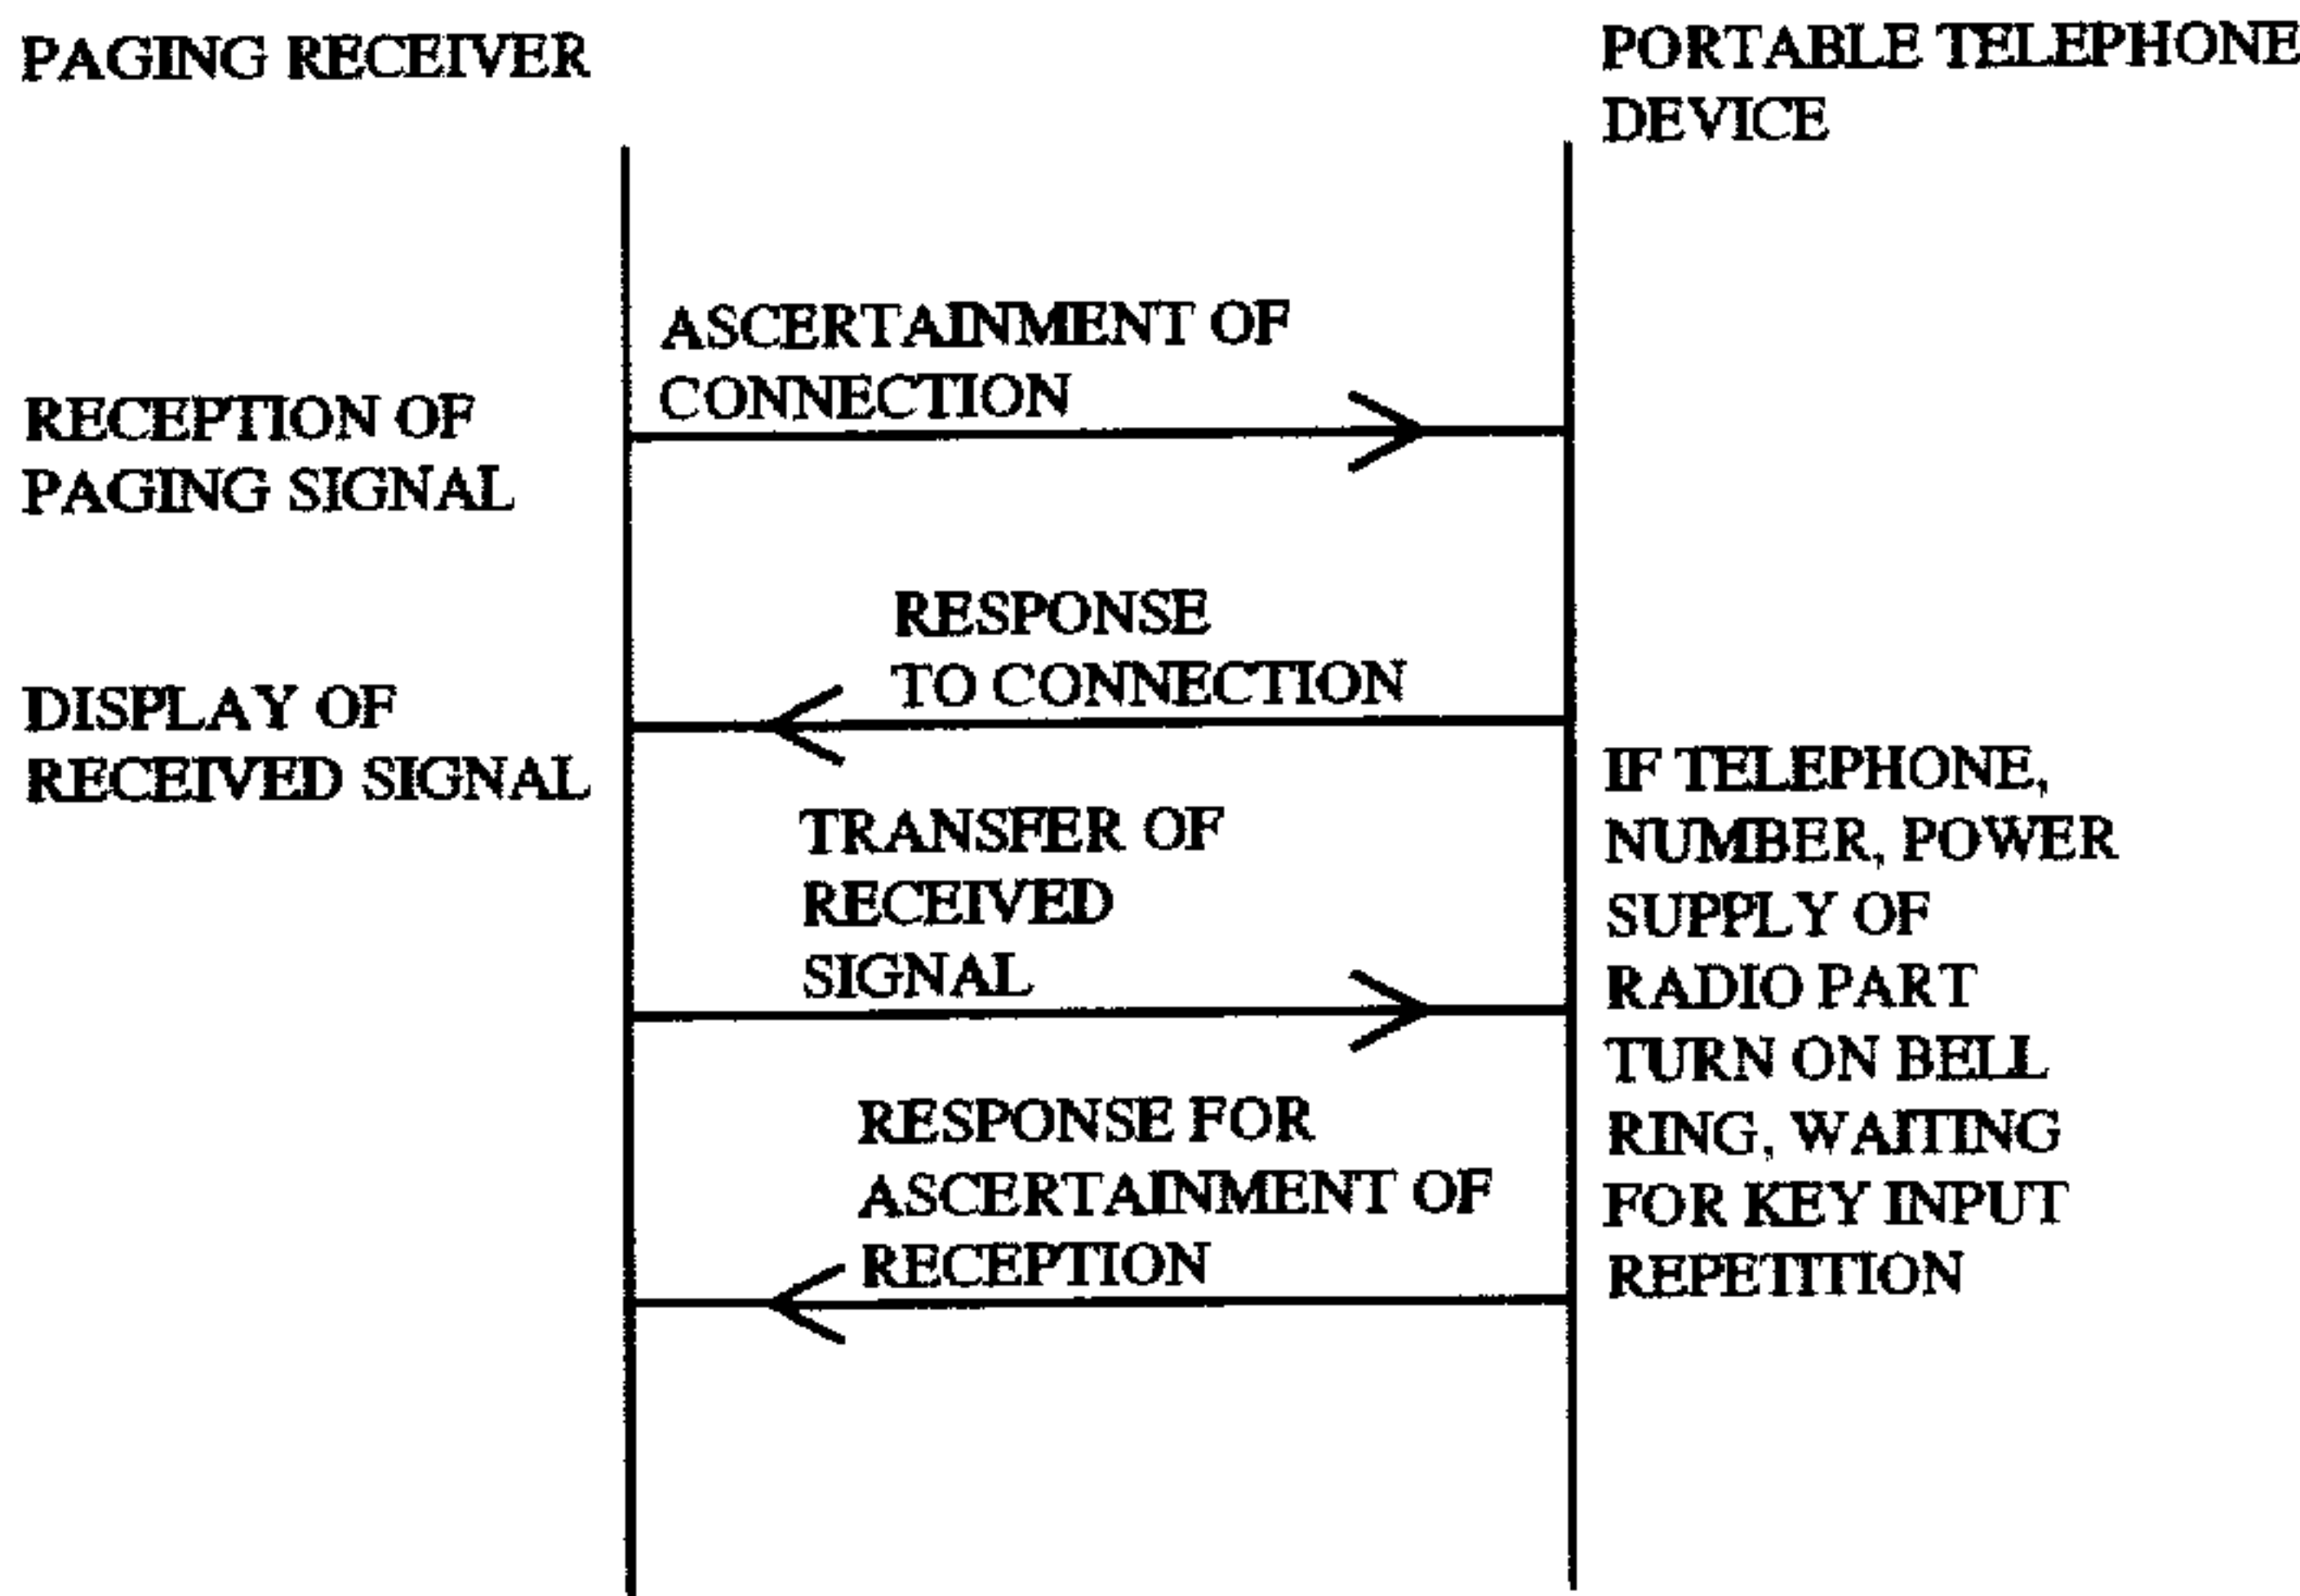 PAGING RECEIVER
PORTABLE TELEPHONE
DEVICE
ASCERTAINMENT OF
CONNECTION
RECEPTION OF
PAGING SIGNAL
RESPONSE
TO CONNECTION
DISPLAY OF
RECEIVED SIGNAL
TRANSFER OF
RECEIVED
SIGNAL
IF TELEPHONE,
NUMBER, POWER
SUPPLY OF
RADIO PART
TURN ON BELL
RING, WAITING
FOR KEY INPUT
REPETITION
RESPONSE FOR
ASCERTAINMENT OF
RECEPTION